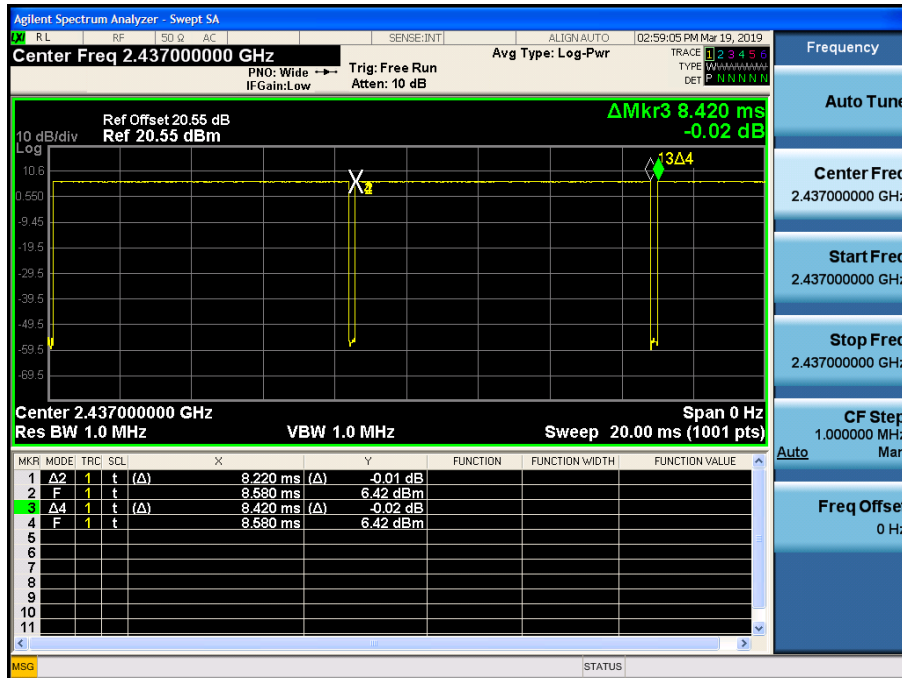 Agilent Spectrum Analyzer - Swept SA
LXI RL RF 50 Ω AC SENSE:INT ALIGN AUTO 02:59:05 PM Mar 19, 2019
Center Freq 2.437000000 GHz
PNO: Wide
IFGain:Low
Trig: Free Run
Atten: 10 dB
Avg Type: Log-Pwr
TRACE 1 2 3 4 5 6
TYPE WWWWWW
DET P N N N N N
Frequency
Auto Tune
Center Freq
2.437000000 GHz
Start Freq
2.437000000 GHz
Stop Freq
2.437000000 GHz
CF Step
1.000000 MHz
Auto Man
Freq Offset
0 Hz
ΔMkr3 8.420 ms
-0.02 dB
Ref Offset 20.55 dB
10 dB/div Ref 20.55 dBm
Log
10.6
0.550
-9.45
-19.5
-29.5
-39.5
-49.5
-59.5
-69.5
13Δ4
Center 2.437000000 GHz Span 0 Hz
Res BW 1.0 MHz VBW 1.0 MHz Sweep 20.00 ms (1001 pts)
MKR MODE TRC SCL X Y FUNCTION FUNCTION WIDTH FUNCTION VALUE
1 Δ2 1 t (Δ) 8.220 ms (Δ) -0.01 dB
2 F 1 t 8.580 ms 6.42 dBm
3 Δ4 1 t (Δ) 8.420 ms (Δ) -0.02 dB
4 F 1 t 8.580 ms 6.42 dBm
5
6
7
8
9
10
11
MSG STATUS